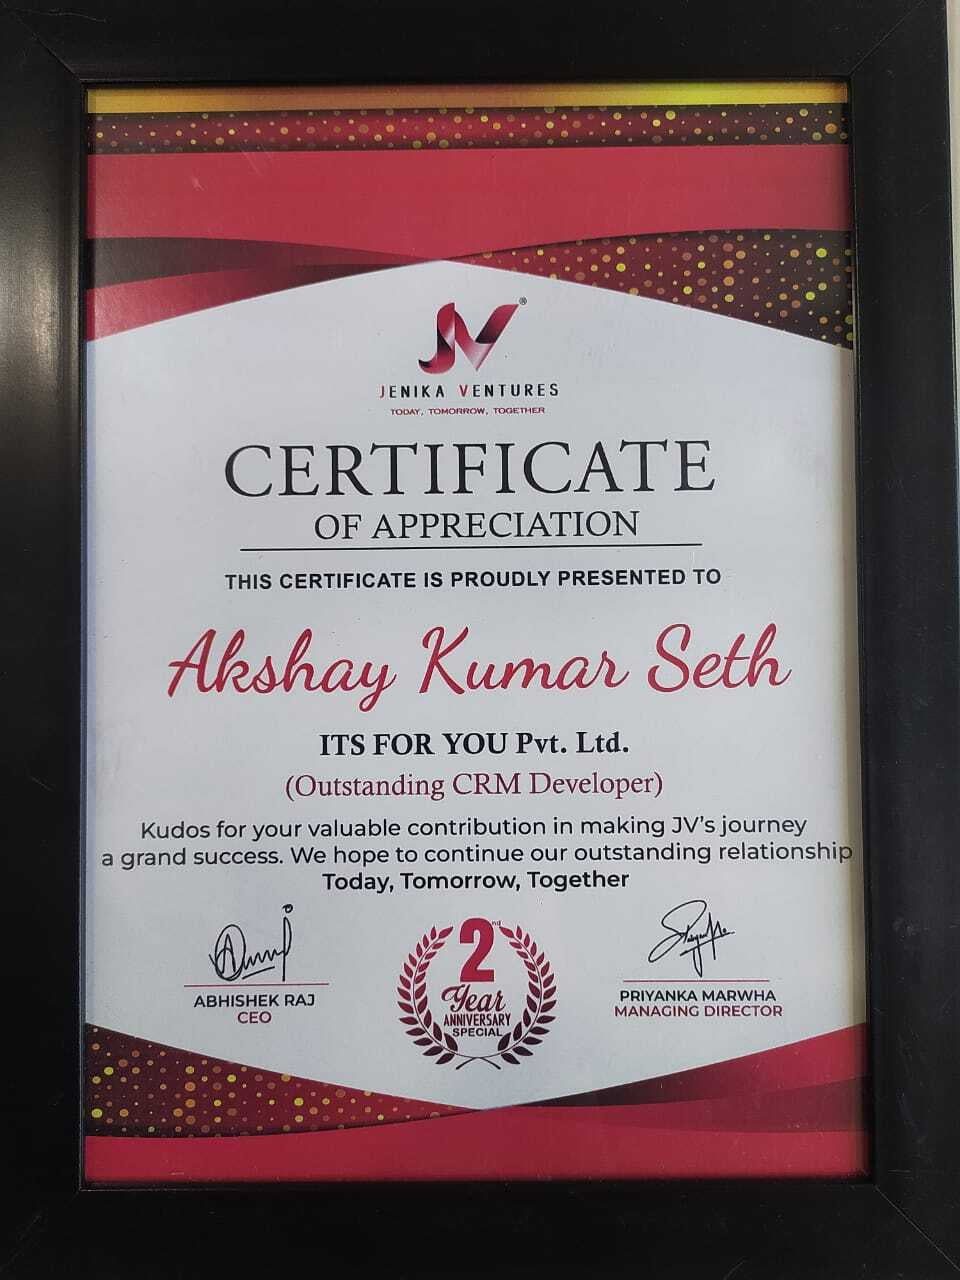 JV®
JENIKA VENTURES
TODAY, TOMORROW, TOGETHER
CERTIFICATE
OF APPRECIATION
THIS CERTIFICATE IS PROUDLY PRESENTED TO
Akshay Kumar Seth
ITS FOR YOU Pvt. Ltd.
(Outstanding CRM Developer)
Kudos for your valuable contribution in making JV's journey
a grand success. We hope to continue our outstanding relationship
Today, Tomorrow, Together
ABHISHEK RAJ
CEO
2nd
Year
ANNIVERSARY
SPECIAL
PRIYANKA MARWHA
MANAGING DIRECTOR